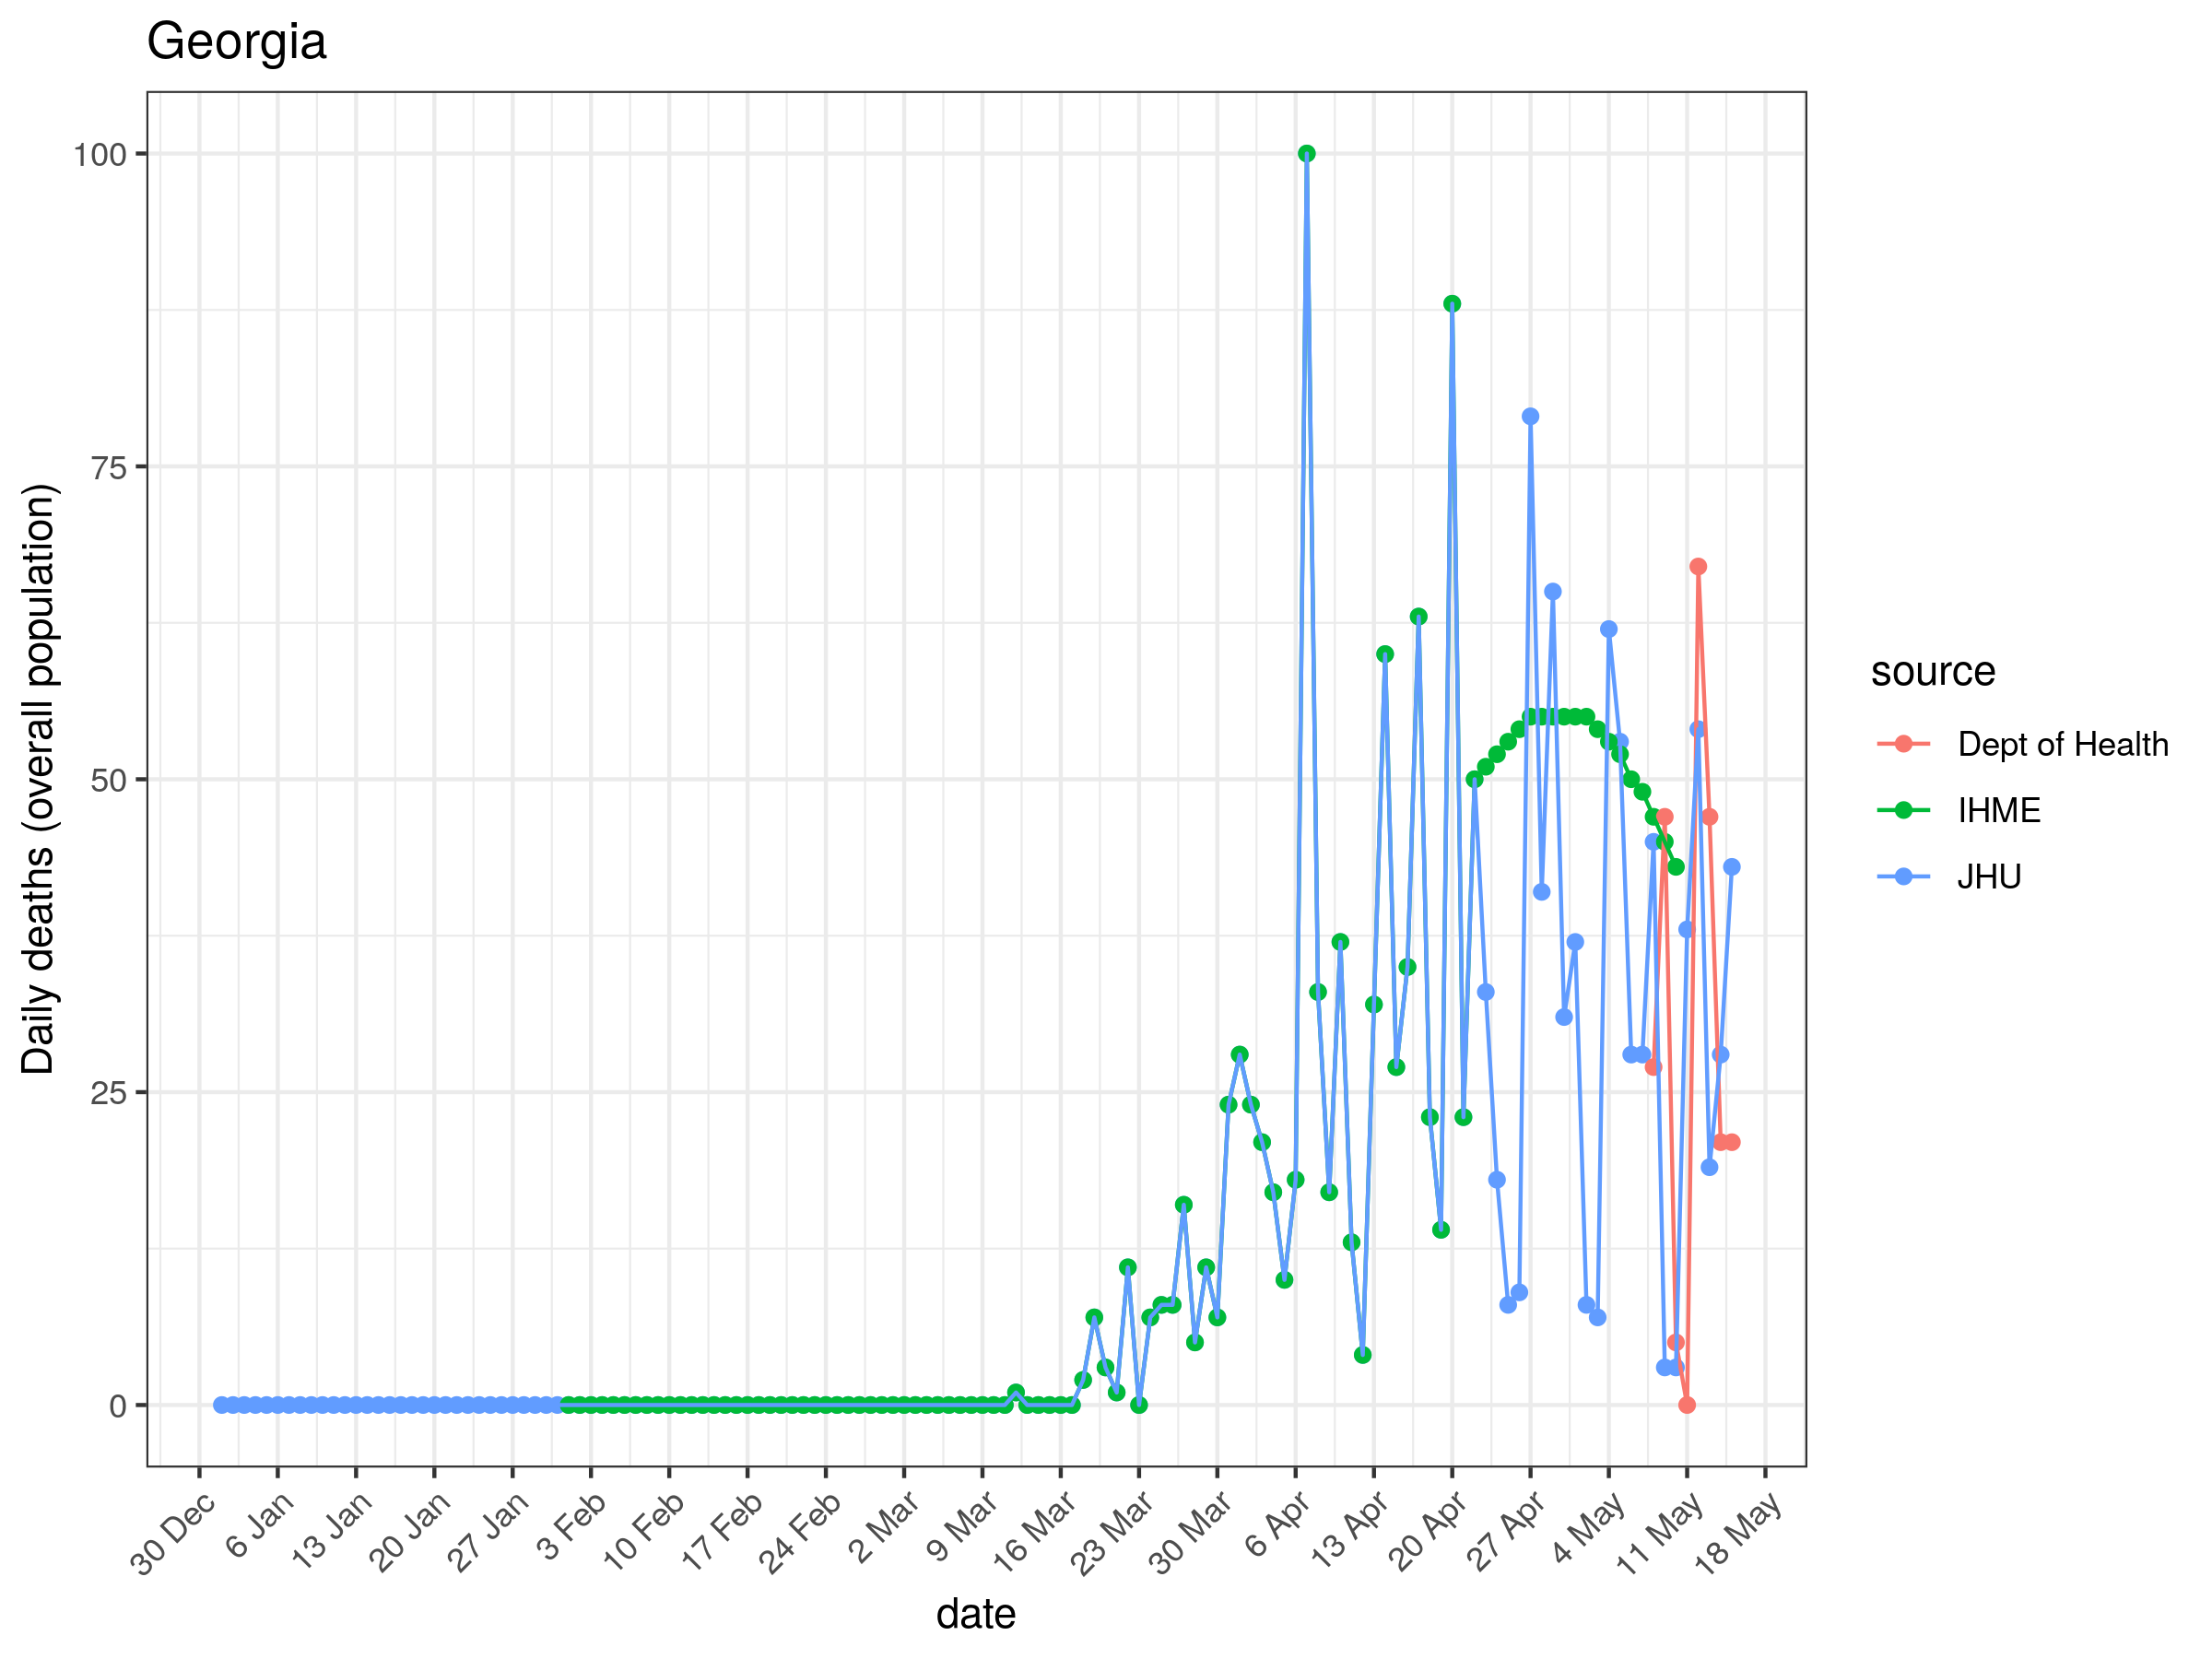 Georgia
100
75
50
25
0
Daily deaths (overall population)
30 Dec
6 Jan
13 Jan
20 Jan
27 Jan
3 Feb
10 Feb
17 Feb
24 Feb
2 Mar
9 Mar
16 Mar
23 Mar
30 Mar
6 Apr
13 Apr
20 Apr
27 Apr
4 May
11 May
18 May
date
source
Dept of Health
IHME
JHU